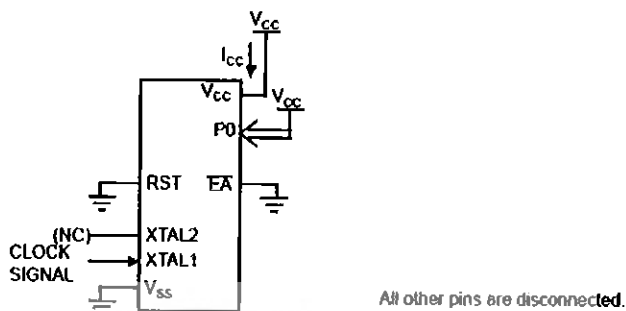 VCC
ICC
VCC
VCC
P0
RST
EA
(NC)
XTAL2
CLOCK
SIGNAL
XTAL1
VSS
All other pins are disconnected.